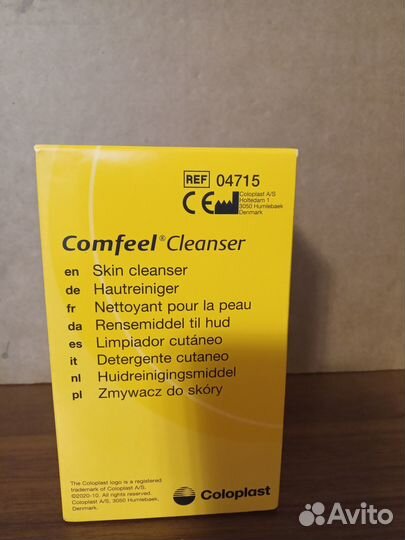 REF 04715
CE Coloplast A/S
Holtedam 1
3050 Humlebaek
Denmark
Comfeel® Cleanser
en Skin cleanser
de Hautreiniger
fr Nettoyant pour la peau
da Rensemiddel til hud
es Limpiador cutáneo
it Detergente cutaneo
nl Huidreinigingsmiddel
pl Zmywacz do skóry
The Coloplast logo is a registered
trademark of Coloplast A/S.
©2020-10. All rights reserved.
Coloplast A/S, 3050 Humlebaek,
Denmark.
Coloplast
Avito